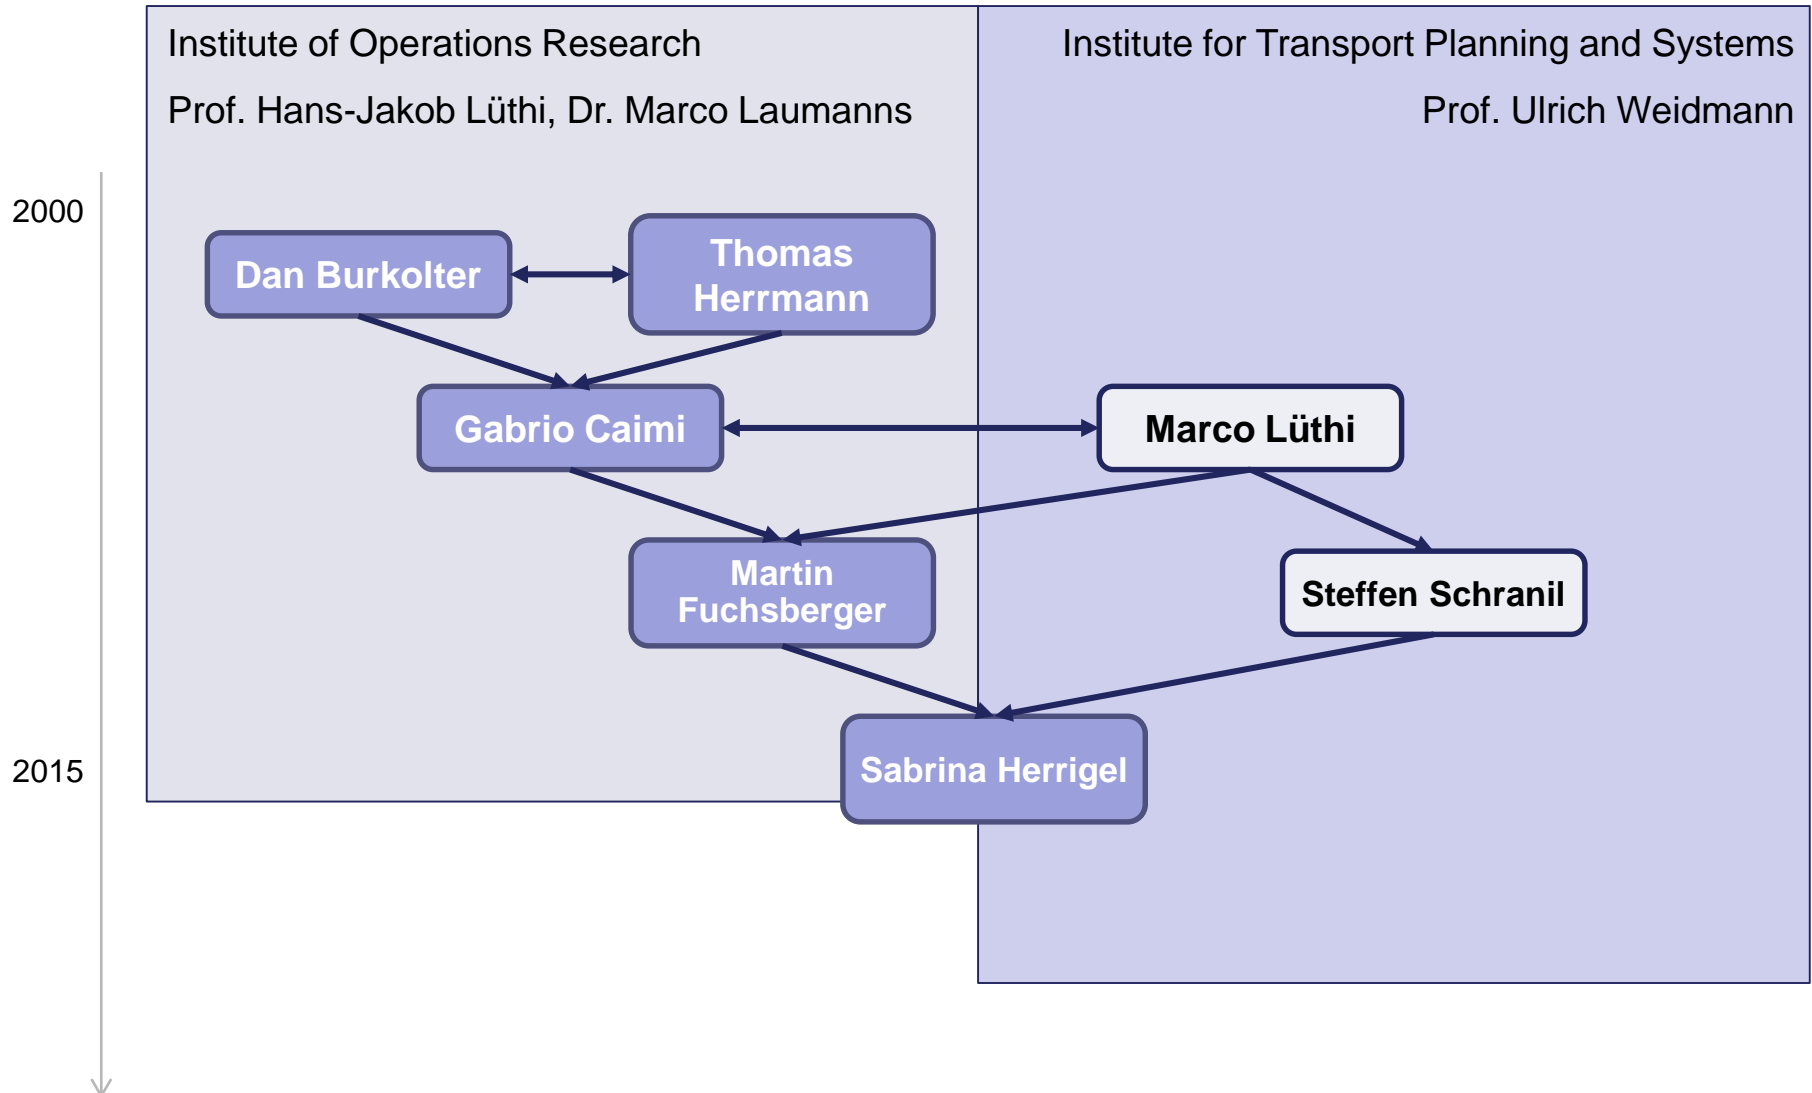 Institute of Operations Research
Prof. Hans-Jakob Lüthi, Dr. Marco Laumanns
Institute for Transport Planning and Systems
Prof. Ulrich Weidmann
2000
Dan Burkolter
Thomas
Herrmann
Gabrio Caimi
Marco Lüthi
Martin
Fuchsberger
Steffen Schranil
2015
Sabrina Herrigel